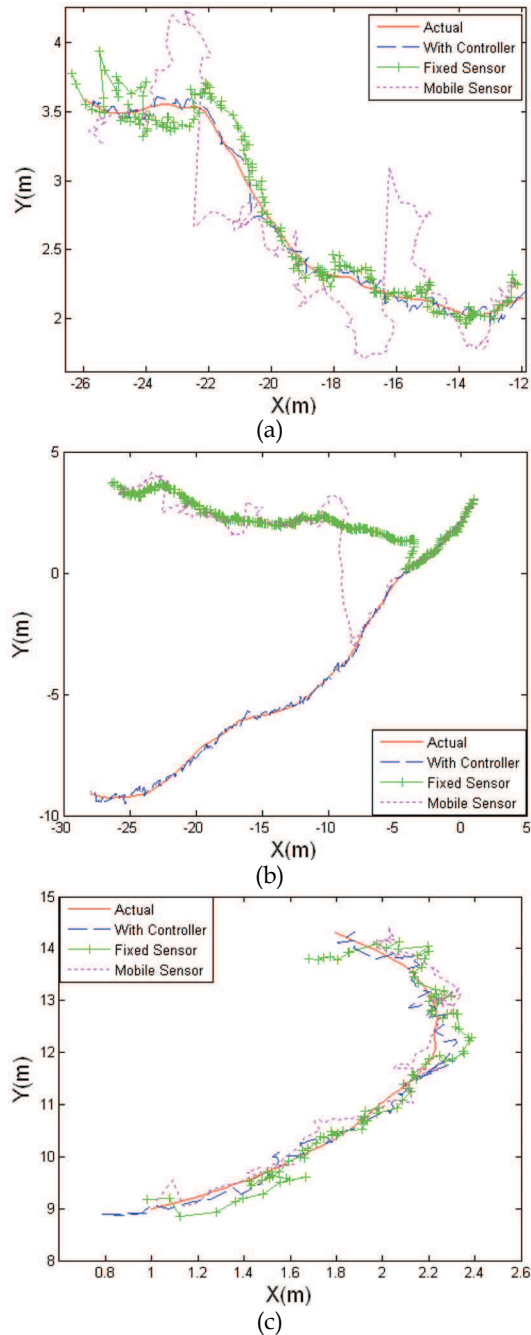 4
3.5
3
2.5
2
Y(m)
Actual
With Controller
Fixed Sensor
Mobile Sensor
-26 -24 -22 -20 -18 -16 -14 -12
X(m)
(a)
5
0
-5
-10
Y(m)
Actual
With Controller
Fixed Sensor
Mobile Sensor
-30 -25 -20 -15 -10 -5 0 5
X(m)
(b)
15
14
13
12
11
10
9
8
Y(m)
Actual
With Controller
Fixed Sensor
Mobile Sensor
0.8 1 1.2 1.4 1.6 1.8 2 2.2 2.4 2.6
X(m)
(c)